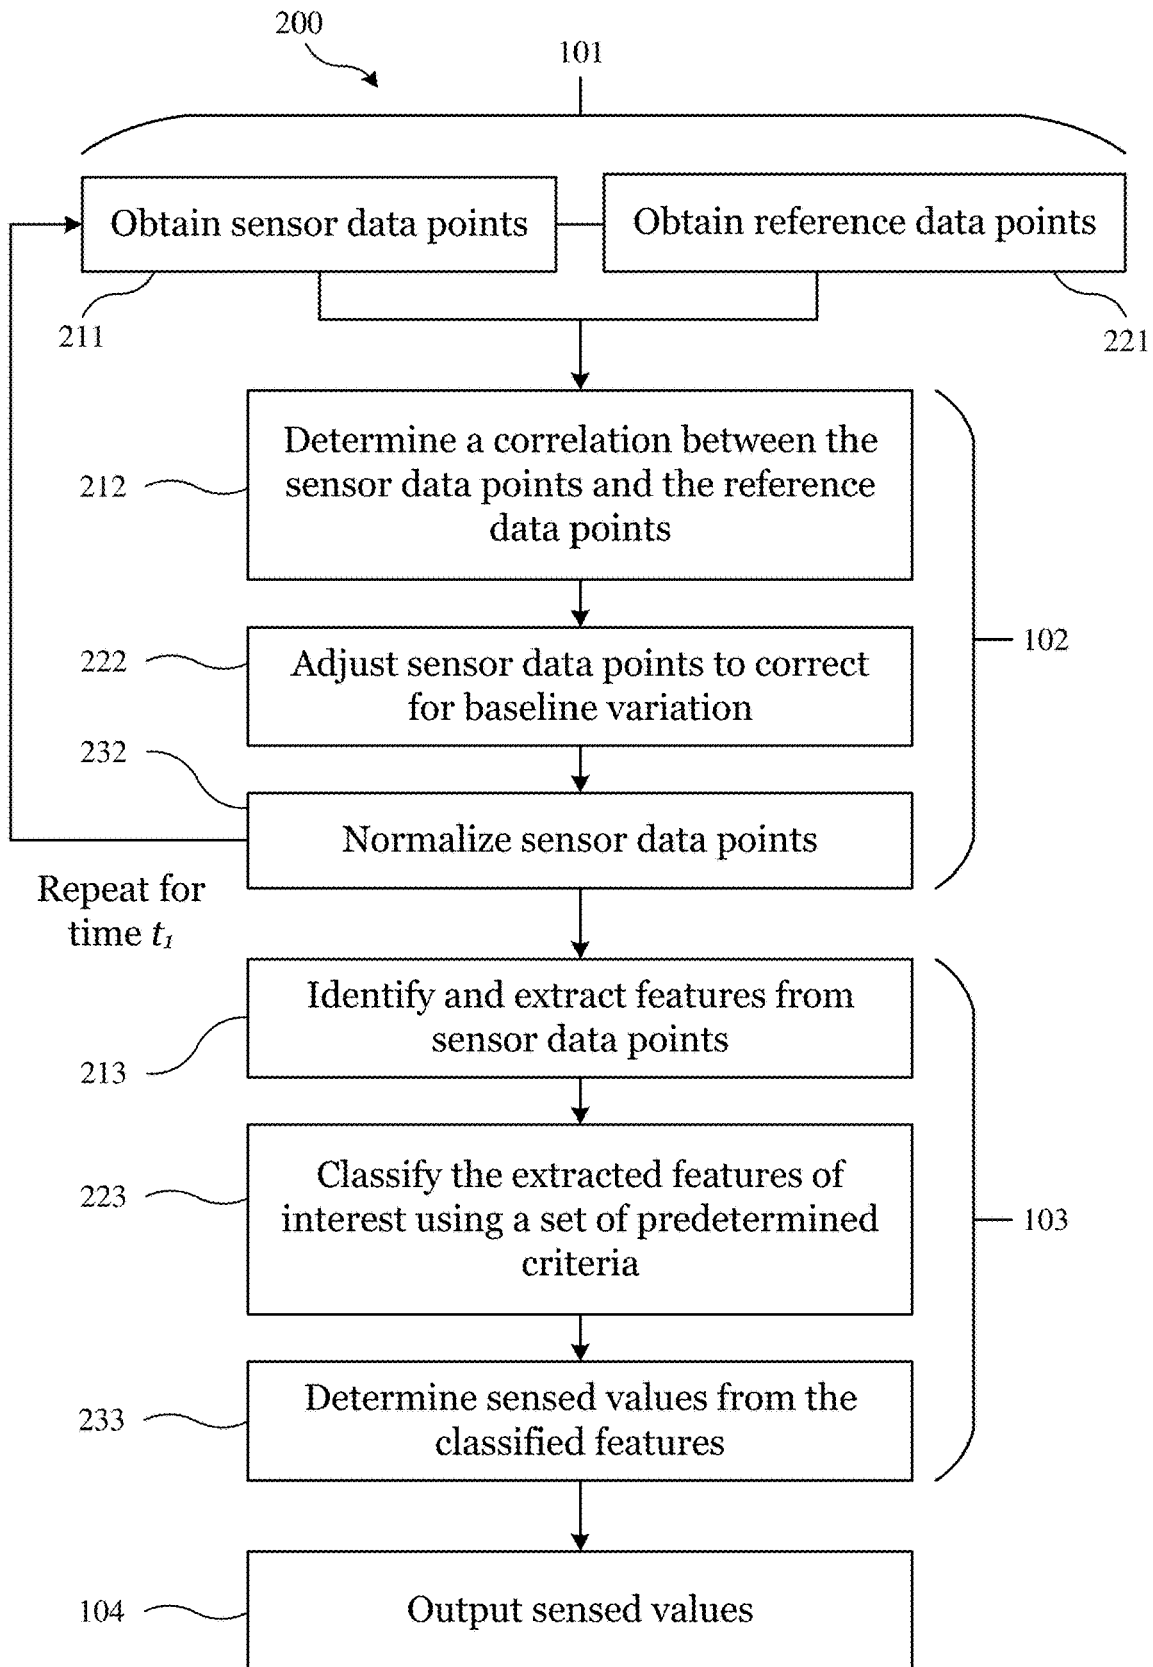 200
101
Obtain sensor data points
Obtain reference data points
211
221
Determine a correlation between the
sensor data points and the reference
data points
212
102
222
Adjust sensor data points to correct
for baseline variation
232
Normalize sensor data points
Repeat for
time t₁
Identify and extract features from
sensor data points
213
Classify the extracted features of
interest using a set of predetermined
criteria
223
103
Determine sensed values from the
classified features
233
104
Output sensed values